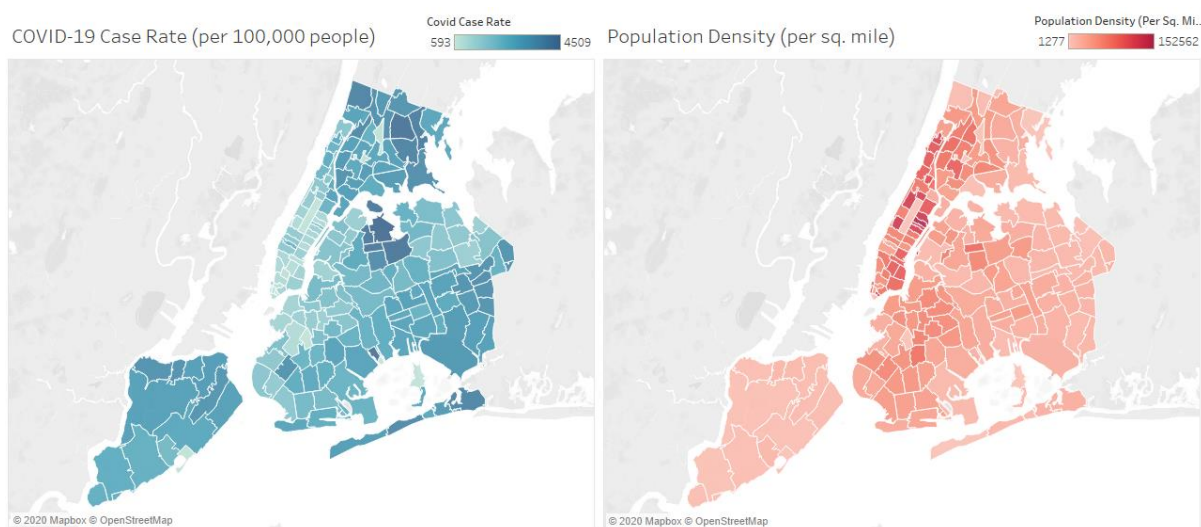 COVID-19 Case Rate (per 100,000 people)
Covid Case Rate
593
4509
Population Density (per sq. mile)
Population Density (Per Sq. Mi..
1277
152562
© 2020 Mapbox © OpenStreetMap
© 2020 Mapbox © OpenStreetMap